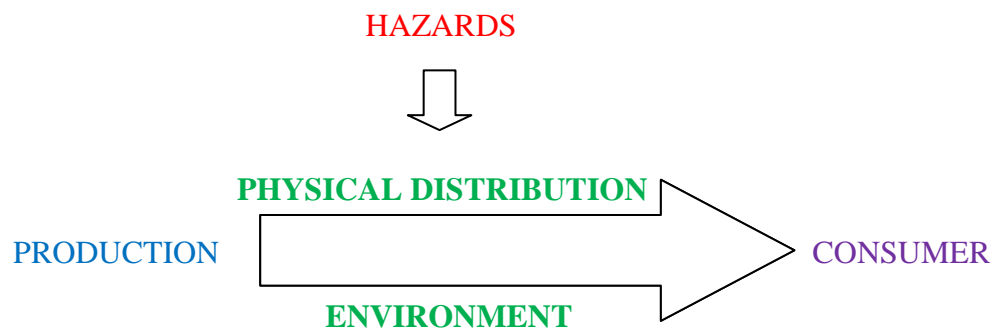 HAZARDS
PHYSICAL DISTRIBUTION
PRODUCTION
CONSUMER
ENVIRONMENT